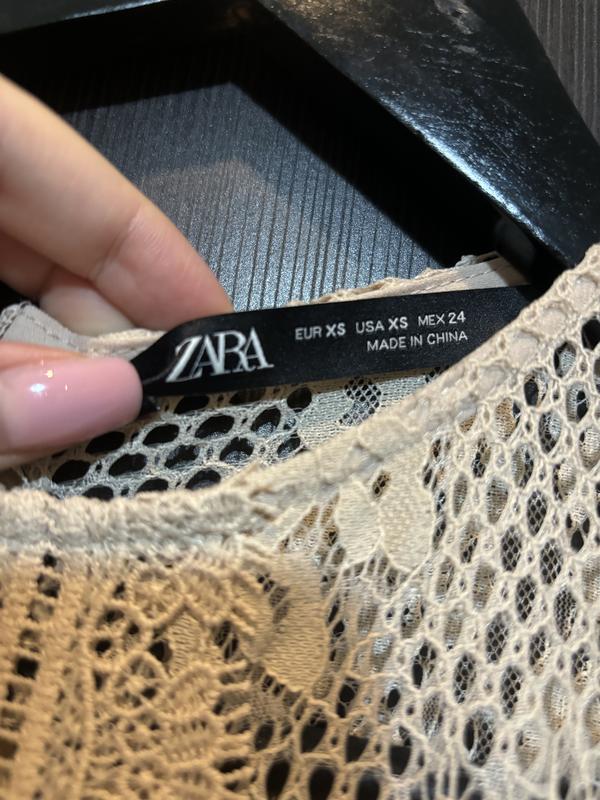 ZARA
EUR XS USA XS MEX 24
MADE IN CHINA